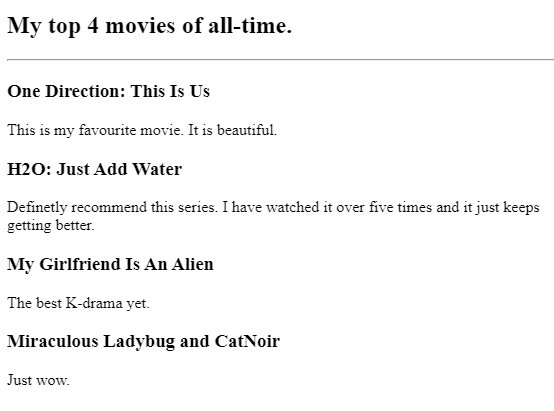 My top 4 movies of all-time.
One Direction: This Is Us
This is my favourite movie. It is beautiful.
H2O: Just Add Water
Definetly recommend this series. I have watched it over five times and it just keeps
getting better.
My Girlfriend Is An Alien
The best K-drama yet.
Miraculous Ladybug and CatNoir
Just wow.